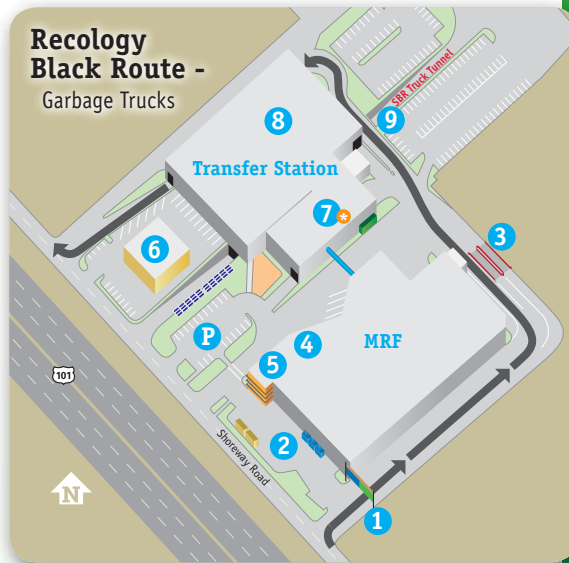 Recology
Black Route -
Garbage Trucks
SBR Truck Tunnel
8
9
Transfer Station
7
*
3
6
P
4
MRF
5
101
2
Shoreway Road
N
1